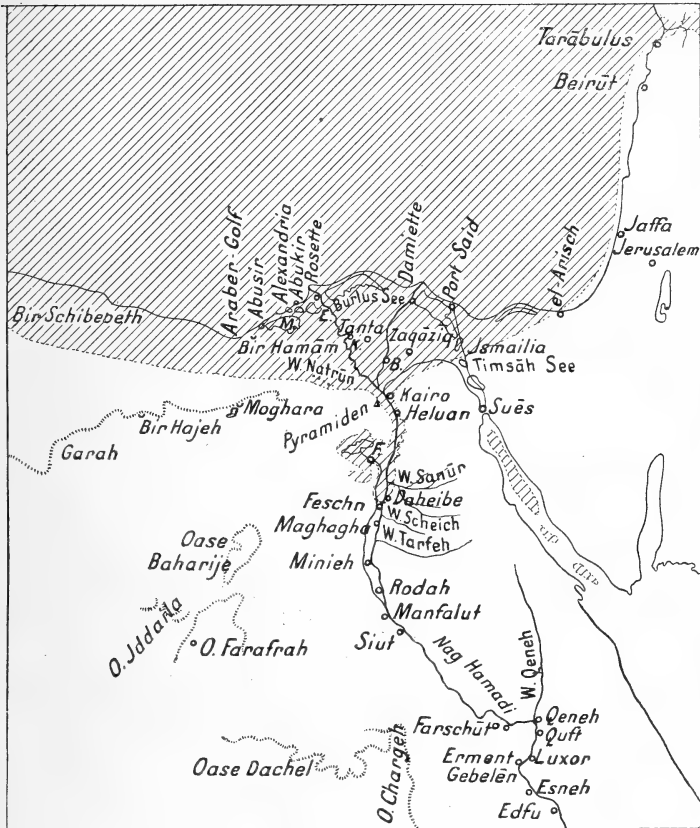 Tarābulus
Beirūt
Jaffa
Jerusalem
Araber-Golf
Abusir
Alexandria
Abukir
Rosette
Damiette
Port Said
el-Arisch
Bir Schibebeth
M.
E.
Burlus See
Tanta
Zagāzig
Bir Hamām
B.
Jsmailia
Timsāh See
W. Natrūn
Kairo
Moghara
Pyramiden
Heluan
Suēs
Bir Hajeh
Garah
F.
W. Sanūr
Feschn
Daheibe
W. Scheich
Maghagha
W. Tarfeh
Oase
Baharije
Minieh
Rodah
Manfalut
O. Jddaila
O. Farafrah
Siut
Nag Hamadi
W. Qeneh
Farschūt
Qeneh
Quft
Oase Dachel
O. Chargeh
Erment
Luxor
Gebelēn
Esneh
Edfu